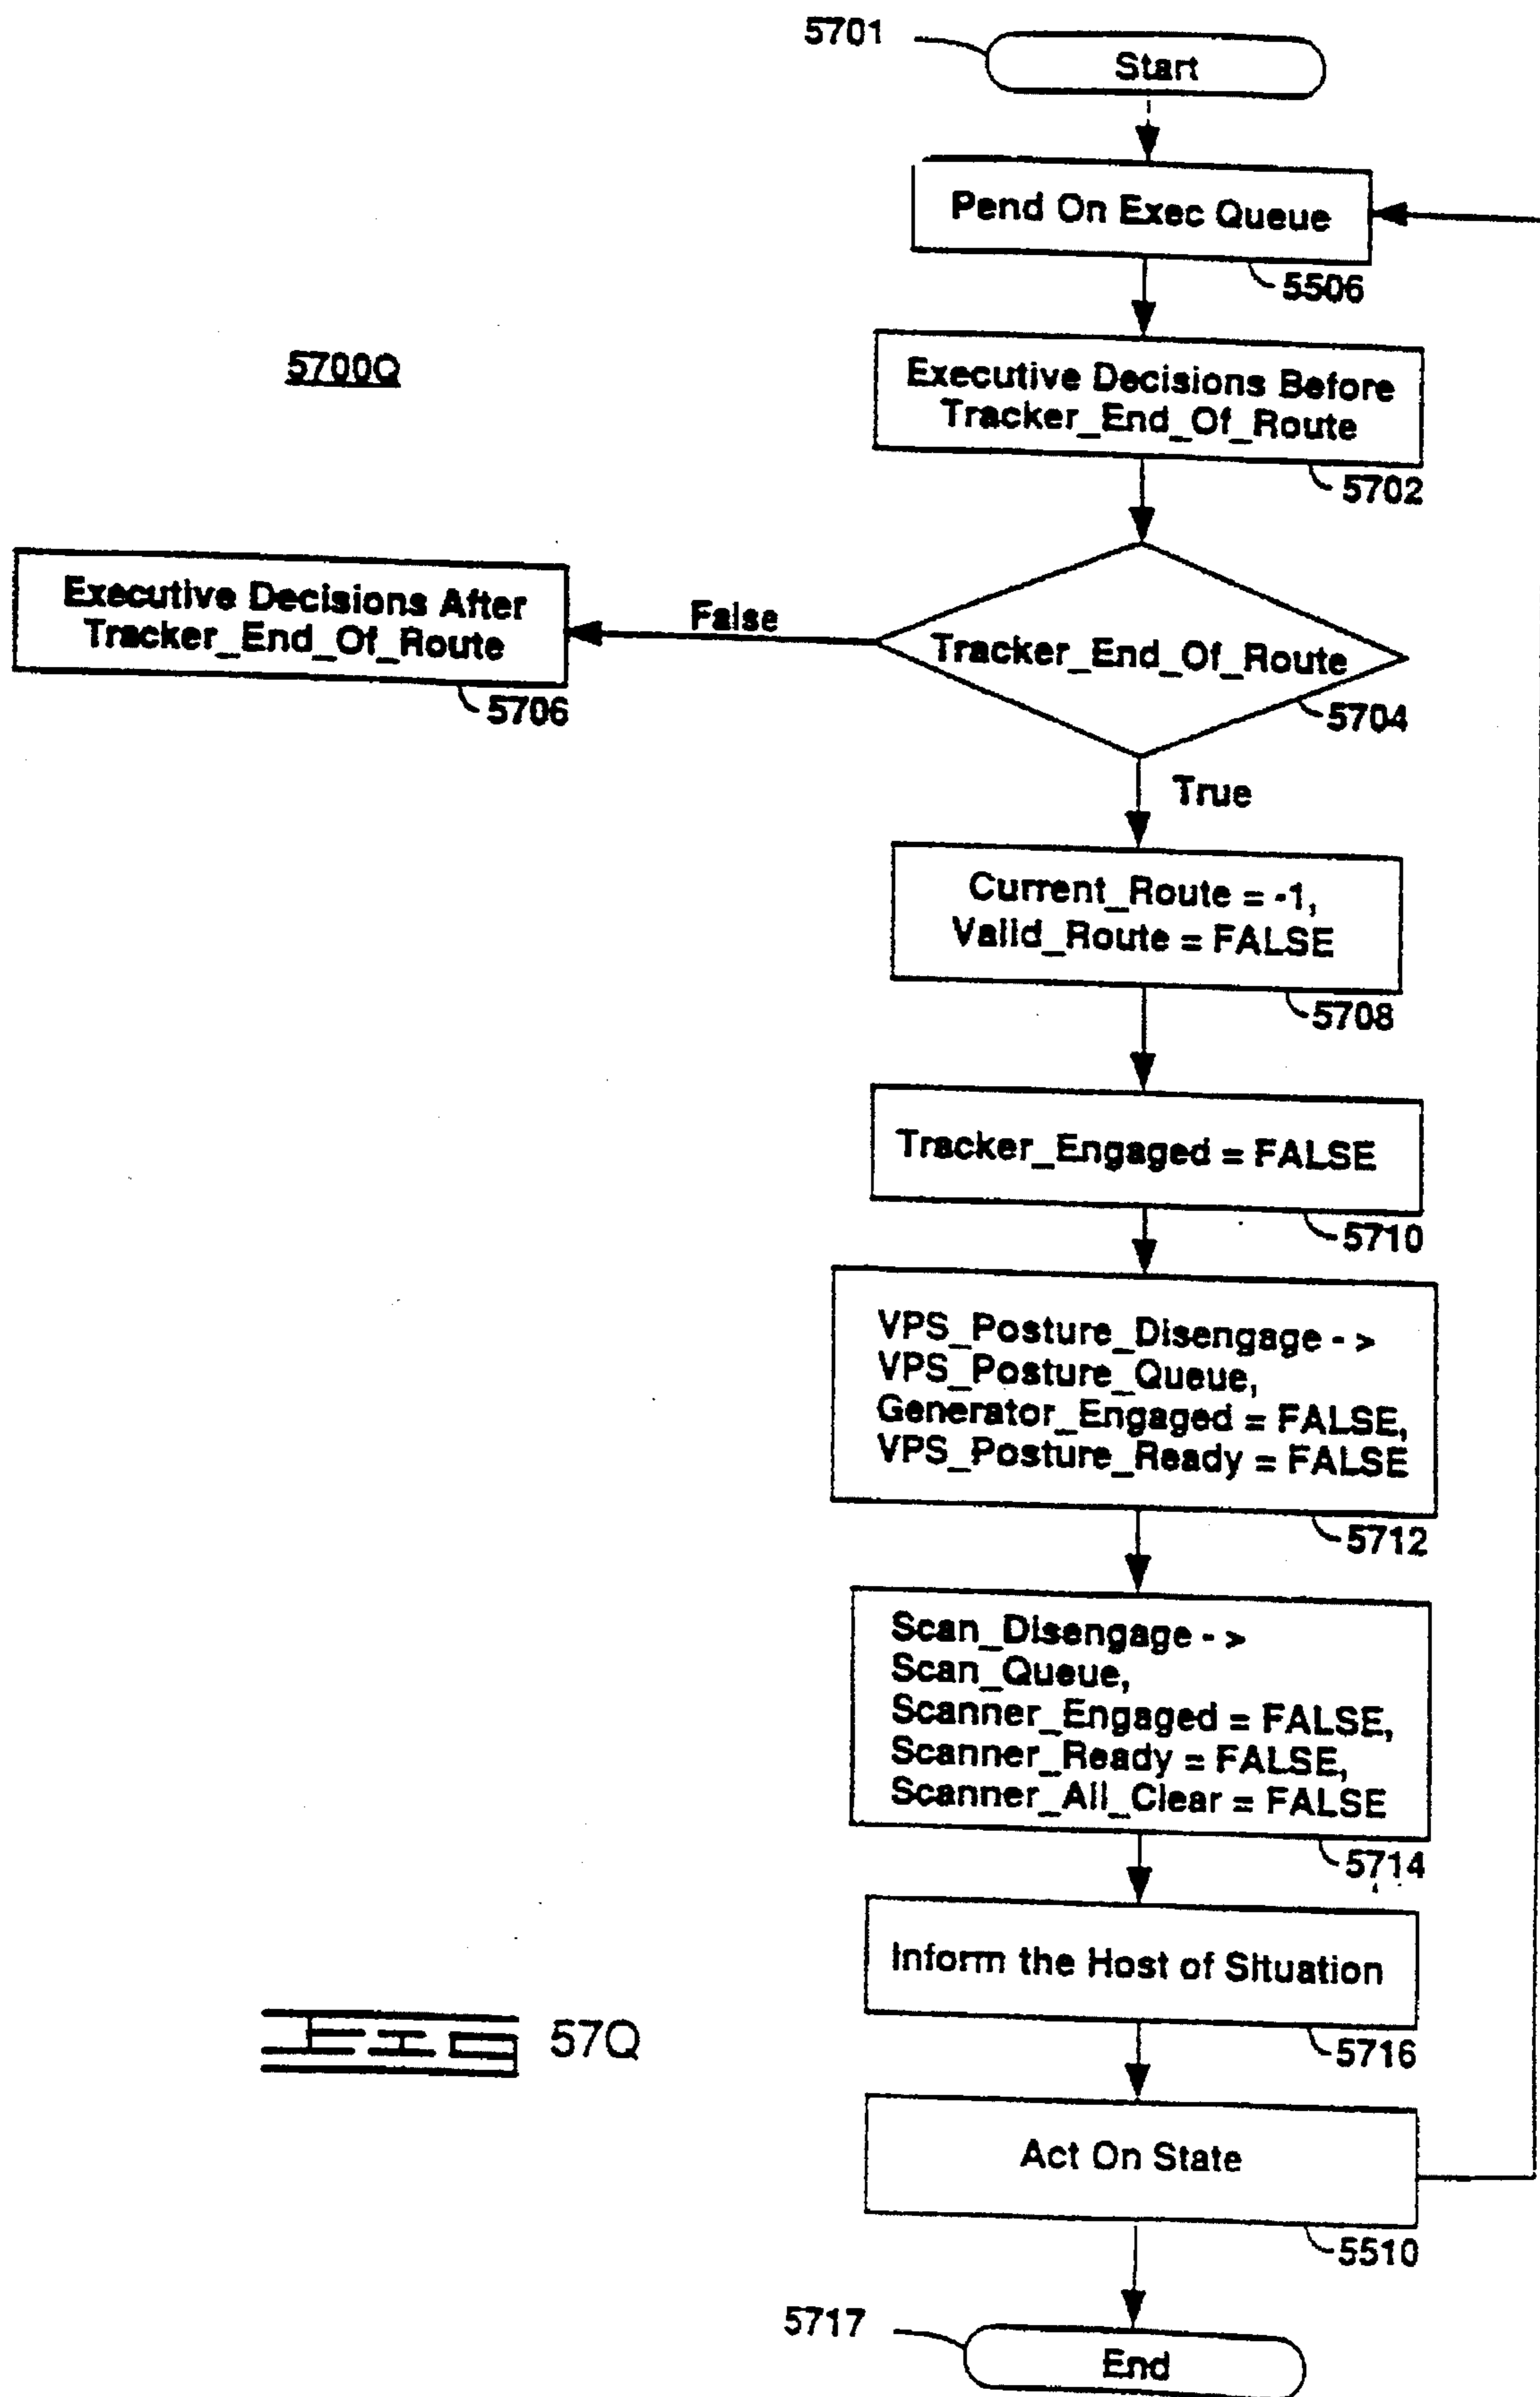 5701
Start
Pend On Exec Queue
5506
5700Q
Executive Decisions Before
Tracker_End_Of_Route
5702
Executive Decisions After
Tracker_End_Of_Route
5706
False
Tracker_End_Of_Route
5704
True
Current_Route = -1,
Valid_Route = FALSE
5708
Tracker_Engaged = FALSE
5710
VPS_Posture_Disengage - >
VPS_Posture_Queue,
Generator_Engaged = FALSE,
VPS_Posture_Ready = FALSE
5712
Scan_Disengage - >
Scan_Queue,
Scanner_Engaged = FALSE,
Scanner_Ready = FALSE,
Scanner_All_Clear = FALSE
5714
Inform the Host of Situation
5716
FIG 57Q
Act On State
5510
5717
End